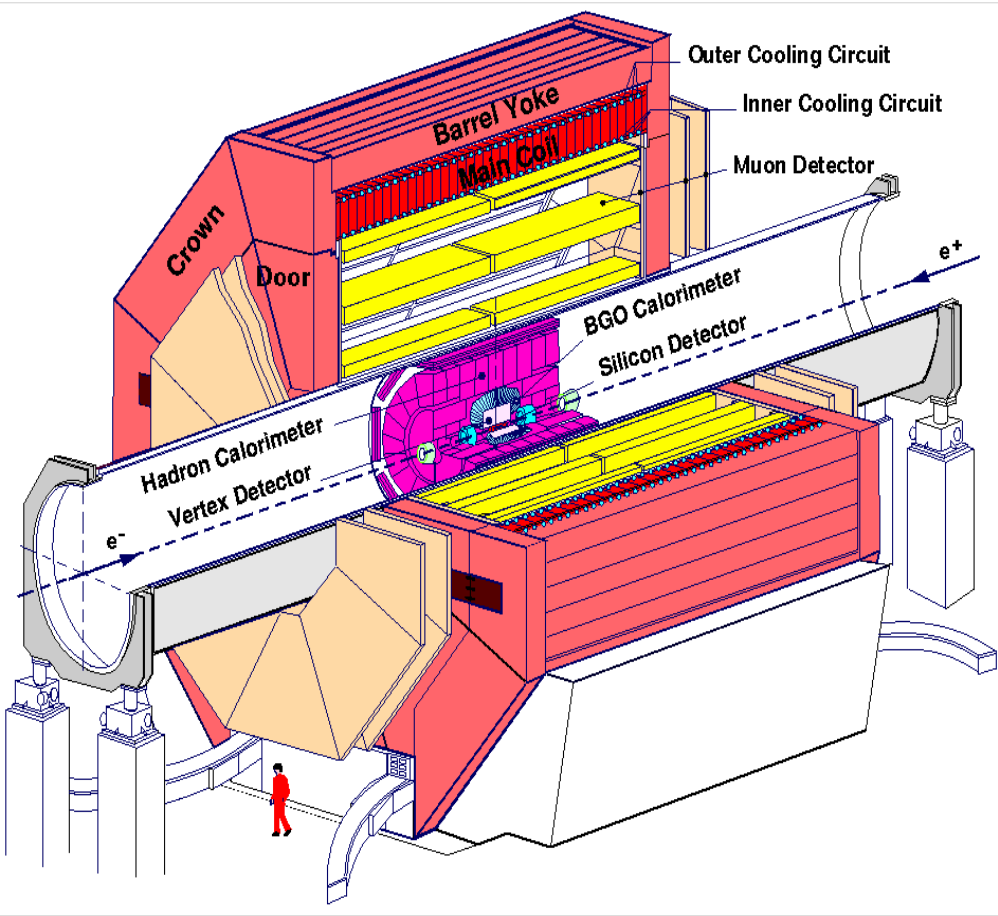 Outer Cooling Circuit
Barrel Yoke
Inner Cooling Circuit
Main Coil
Muon Detector
Crown
Door
e+
BGO Calorimeter
Silicon Detector
Hadron Calorimeter
Vertex Detector
e-